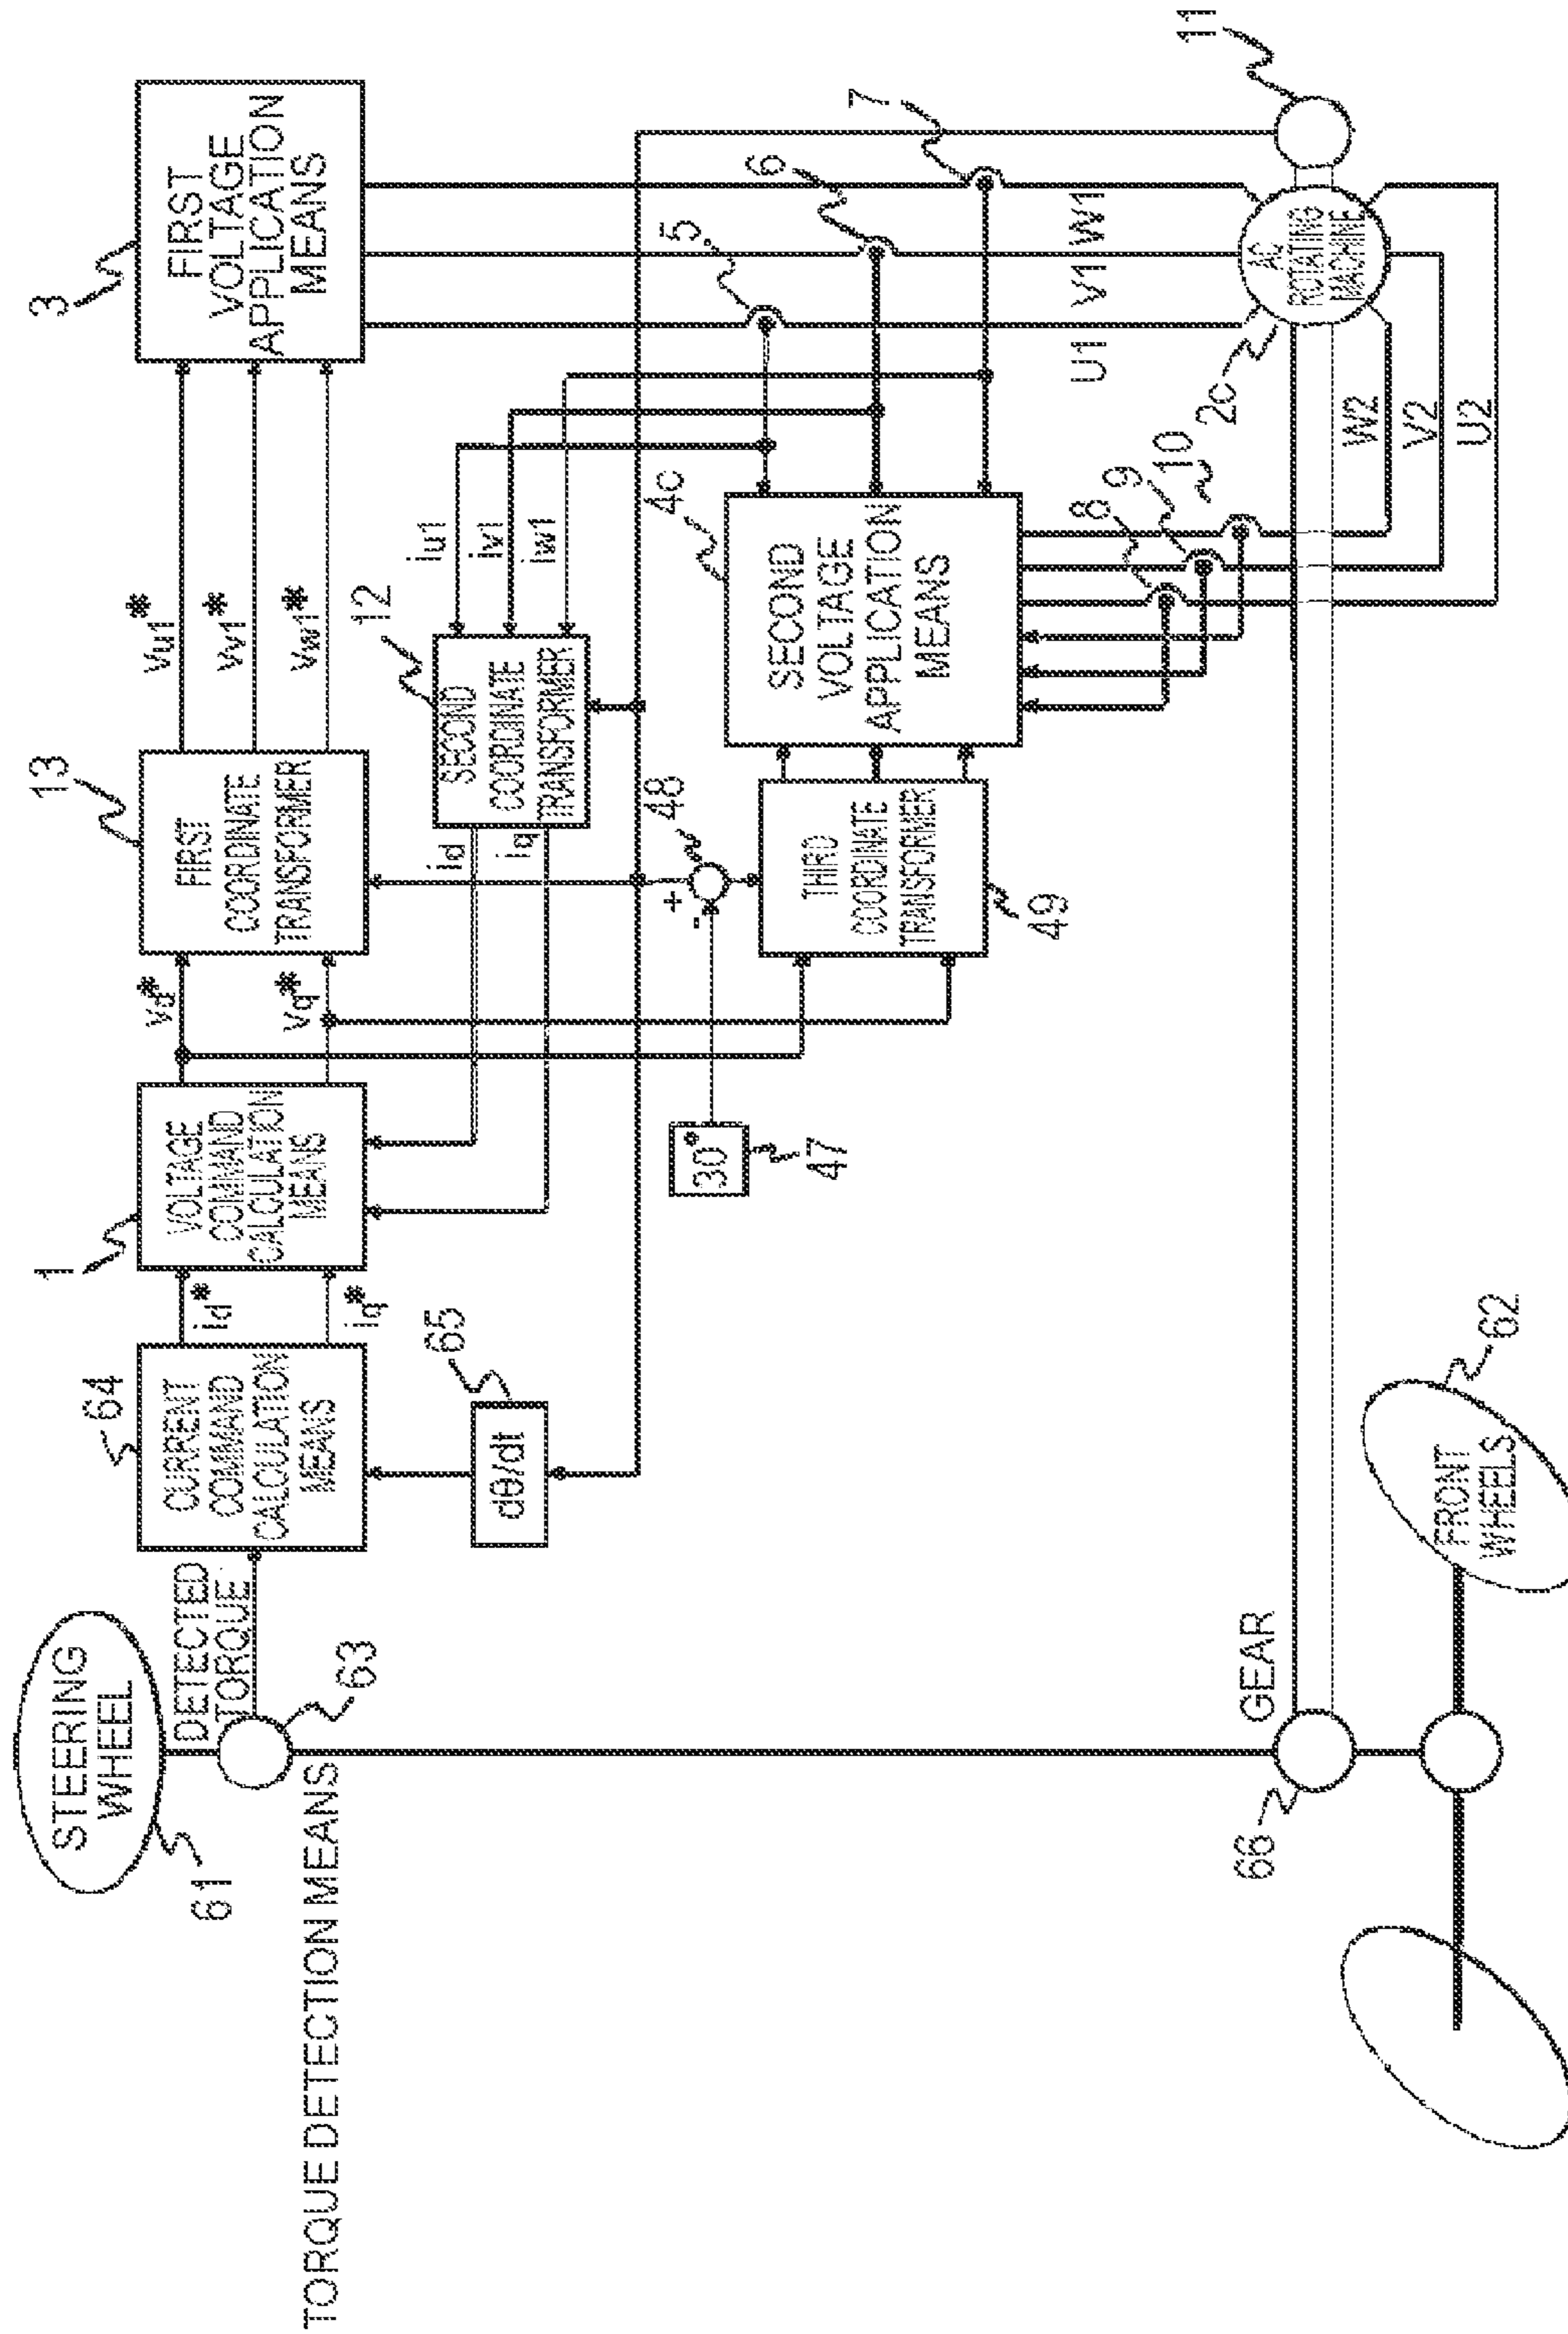 STEERING
WHEEL
61
DETECTED
TORQUE
63
TORQUE DETECTION MEANS
64
CURRENT
COMMAND
CALCULATION
MEANS
id*
iq*
65
dθ/dt
1
VOLTAGE
COMMAND
CALCULATION
MEANS
vd*
vq*
13
FIRST
COORDINATE
TRANSFORMER
vu1*
vv1*
vw1*
3
FIRST
VOLTAGE
APPLICATION
MEANS
12
SECOND
COORDINATE
TRANSFORMER
id
iq
iu1
iv1
iw1
30°
47
+
-
48
THIRD
COORDINATE
TRANSFORMER
49
4c
SECOND
VOLTAGE
APPLICATION
MEANS
5
6
7
8
9
10
U1
V1
W1
2c
AC
ROTATING
MACHINE
11
W2
V2
U2
GEAR
66
FRONT
WHEELS
62